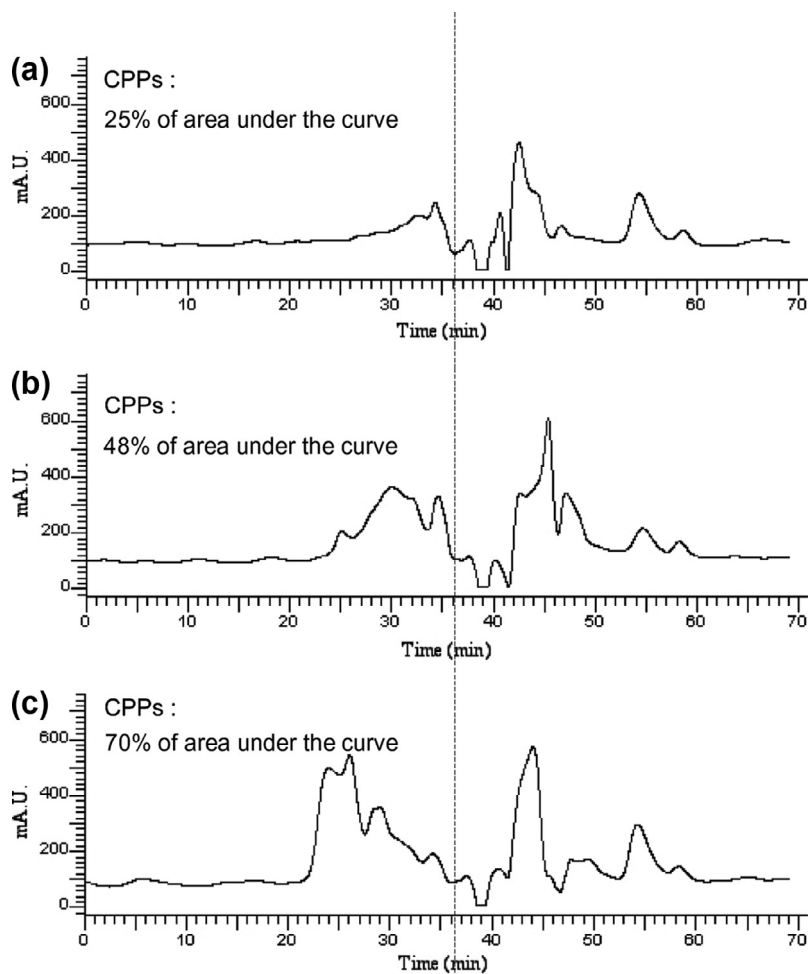 (a)
CPPs :
25% of area under the curve
mA.U.
600
400
200
0
0 10 20 30 40 50 60 70
Time (min)
(b)
CPPs :
48% of area under the curve
mA.U.
600
400
200
0
0 10 20 30 40 50 60 70
Time (min)
(c)
CPPs :
70% of area under the curve
mA.U.
600
400
200
0
0 10 20 30 40 50 60 70
Time (min)